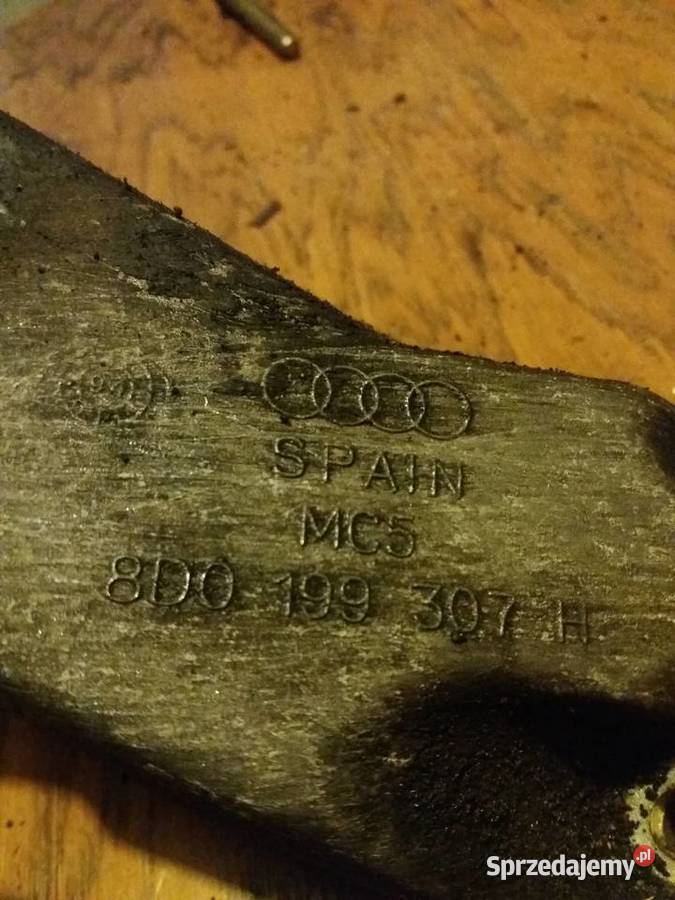 SPAIN
MC5
8D0 199 307 H
Sprzedajemy.pl